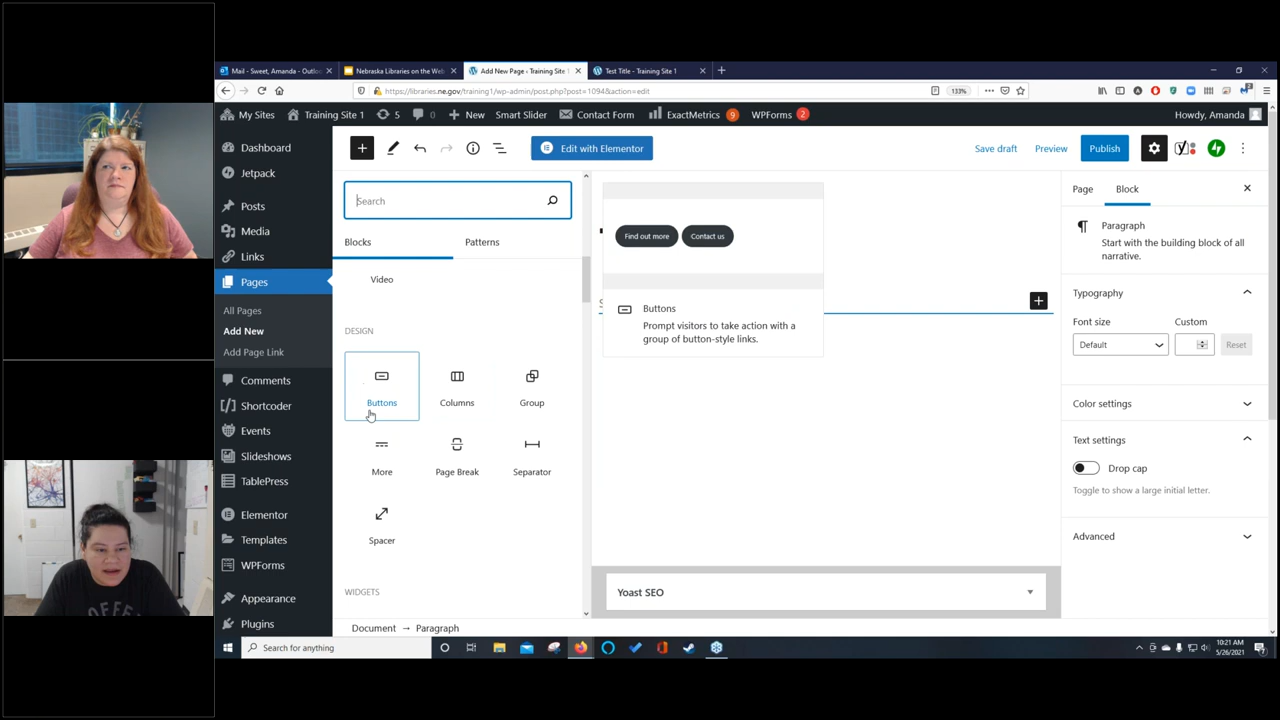 Mail - Sweet, Amanda - Outloo
Nebraska Libraries on the Web
Add New Page ‹ Training Site 1
Test Title - Training Site 1
https://libraries.ne.gov/training1/wp-admin/post.php?post=1094&action=edit
133%
My Sites
Training Site 1
5
0
New
Smart Slider
Contact Form
ExactMetrics
9
WPForms
2
Howdy, Amanda
Dashboard
Jetpack
Posts
Media
Links
Pages
All Pages
Add New
Add Page Link
Comments
Shortcoder
Events
Slideshows
TablePress
Elementor
Templates
WPForms
Appearance
Plugins
Edit with Elementor
Save draft
Preview
Publish
Search
Blocks
Patterns
Video
DESIGN
Buttons
Columns
Group
More
Page Break
Separator
Spacer
WIDGETS
Find out more
Contact us
Buttons
Prompt visitors to take action with a
group of button-style links.
Yoast SEO
Document → Paragraph
Page
Block
Paragraph
Start with the building block of all
narrative.
Typography
Font size
Custom
Default
Reset
Color settings
Text settings
Drop cap
Toggle to show a large initial letter.
Advanced
Search for anything
10:21 AM
5/26/2021